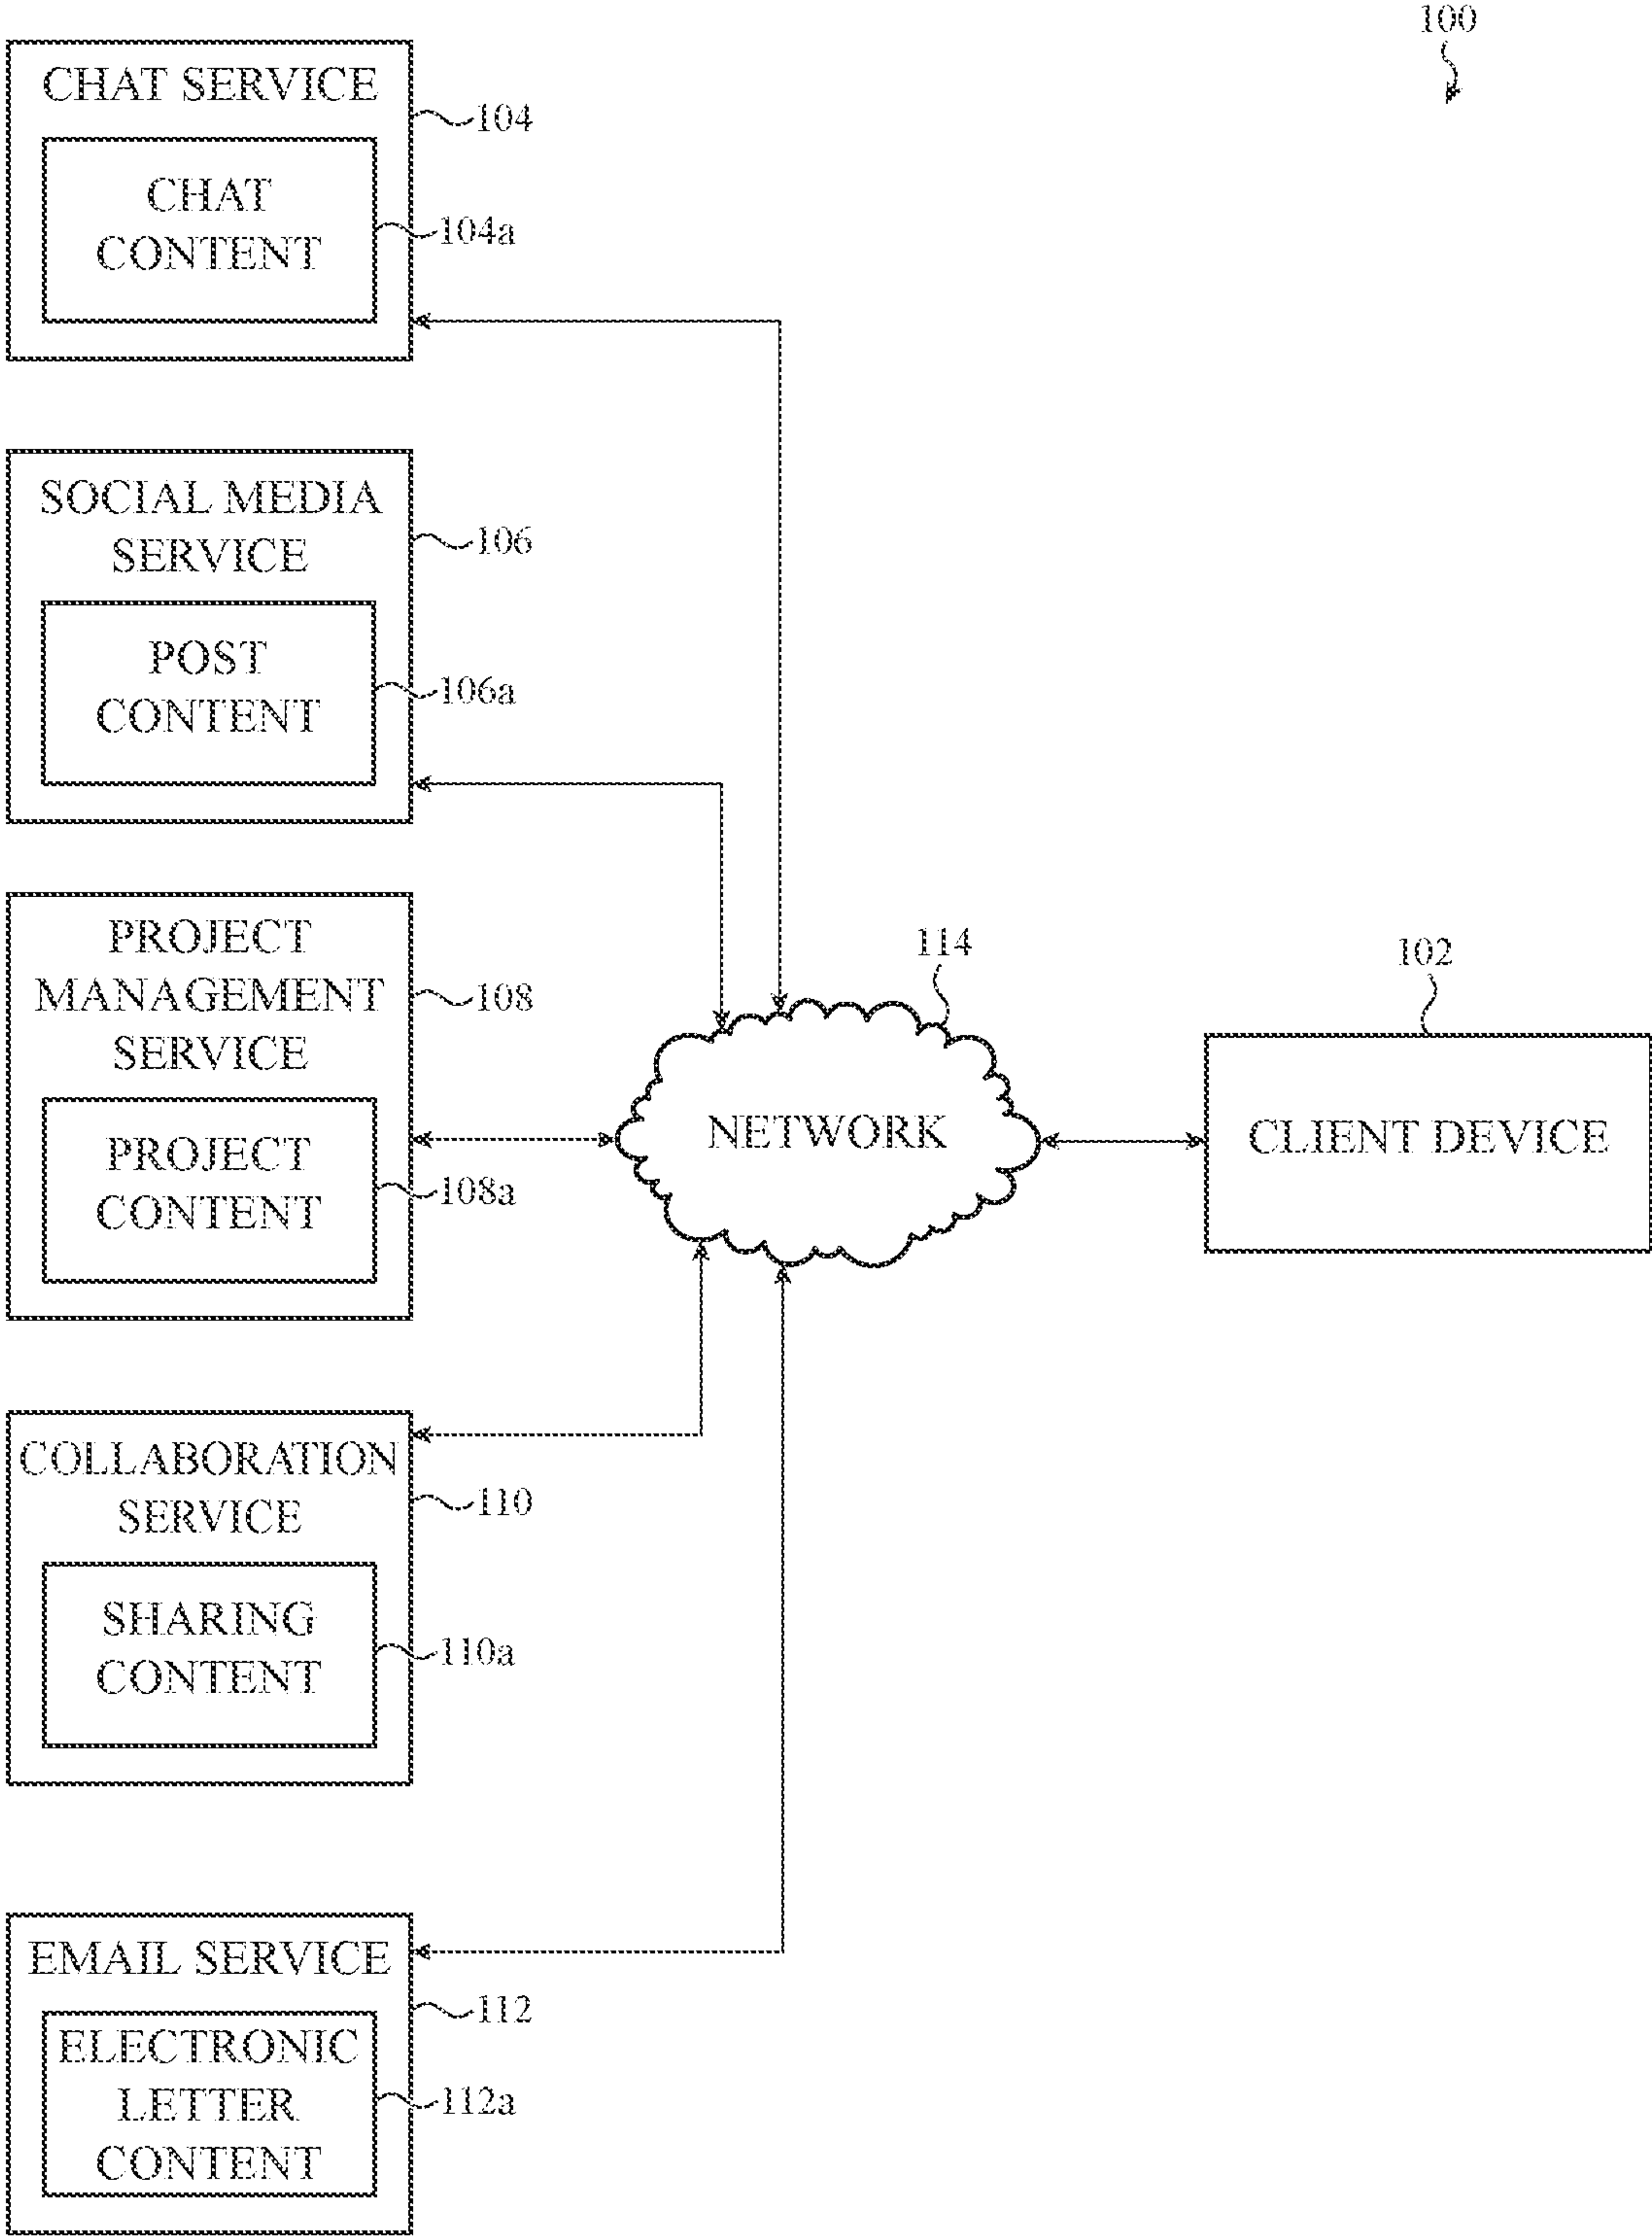 100
CHAT SERVICE
104
CHAT
CONTENT
104a
SOCIAL MEDIA
SERVICE
106
POST
CONTENT
106a
PROJECT
MANAGEMENT
SERVICE
108
PROJECT
CONTENT
108a
114
NETWORK
102
CLIENT DEVICE
COLLABORATION
SERVICE
110
SHARING
CONTENT
110a
EMAIL SERVICE
112
ELECTRONIC
LETTER
CONTENT
112a